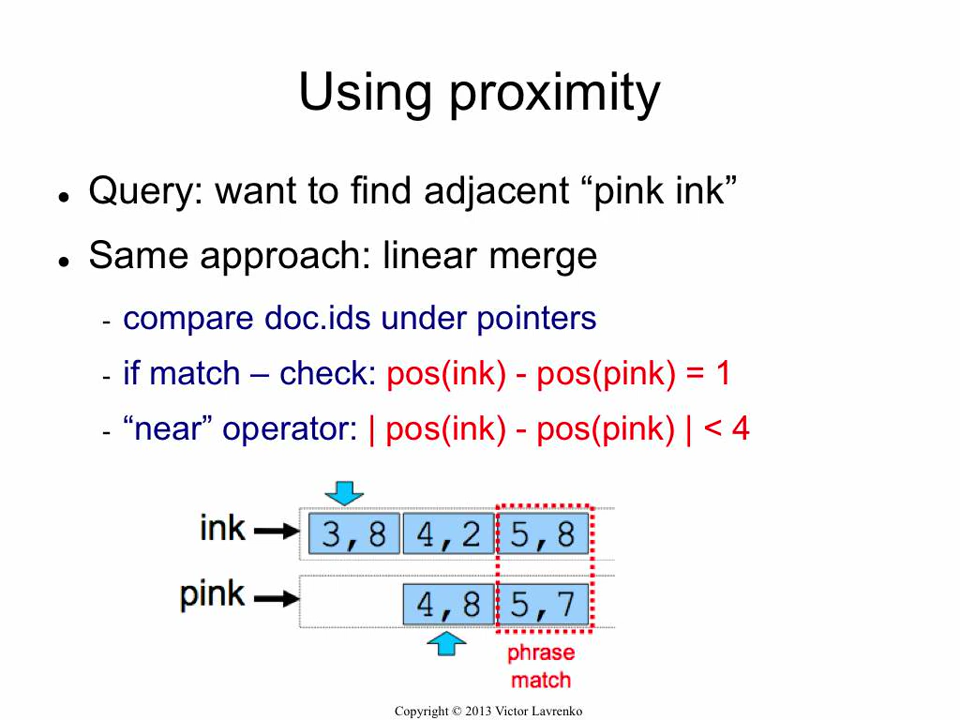 Using proximity
● Query: want to find adjacent “pink ink”
● Same approach: linear merge
- compare doc.ids under pointers
- if match – check: pos(ink) - pos(pink) = 1
- “near” operator: | pos(ink) - pos(pink) | < 4
ink 3,8 4,2 5,8
pink 4,8 5,7
phrase
match
Copyright © 2013 Victor Lavrenko